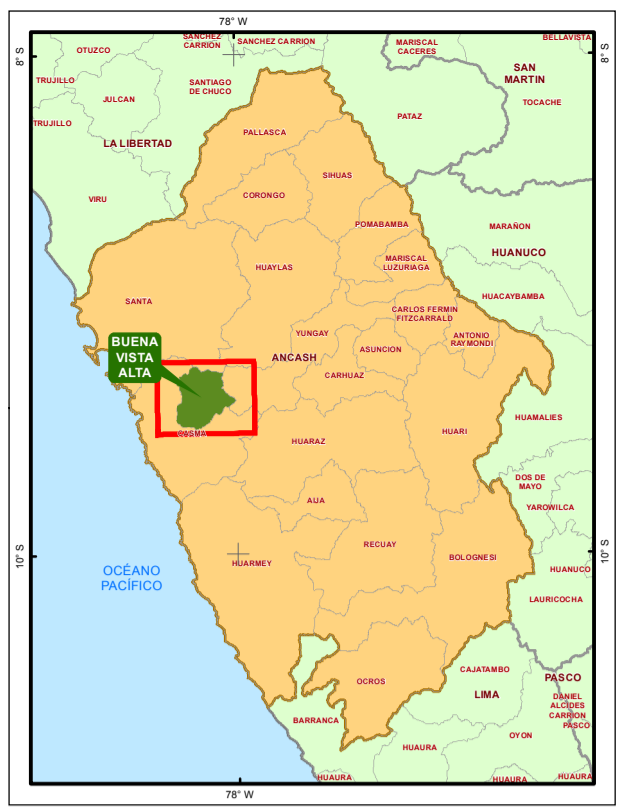 78° W
8° S
8° S
SANCHEZ
CARRION
SANCHEZ CARRION
MARISCAL
CACERES
BELLAVISTA
OTUZCO
SAN
MARTIN
TRUJILLO
SANTIAGO
DE CHUCO
TOCACHE
JULCAN
PATAZ
TRUJILLO
PALLASCA
LA LIBERTAD
SIHUAS
CORONGO
VIRU
POMABAMBA
MARAÑON
HUANUCO
MARISCAL
LUZURIAGA
HUAYLAS
HUACAYBAMBA
SANTA
CARLOS FERMIN
FITZCARRALD
YUNGAY
ANTONIO
RAYMONDI
BUENA
VISTA
ALTA
ASUNCION
ANCASH
CARHUAZ
HUAMALIES
CASMA
HUARAZ
HUARI
DOS DE
MAYO
AIJA
YAROWILCA
RECUAY
10° S
10° S
BOLOGNESI
HUARMEY
OCÉANO
PACÍFICO
HUANUCO
LAURICOCHA
CAJATAMBO
PASCO
OCROS
LIMA
DANIEL
ALCIDES
CARRION
BARRANCA
PASCO
OYON
HUAURA
HUAURA
HUAURA
HUAURA
78° W